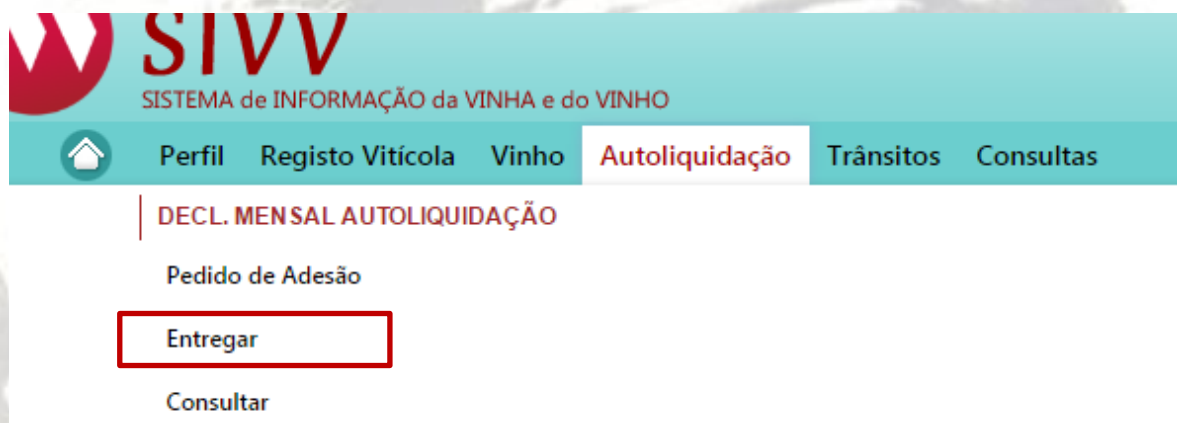 SIVV
SISTEMA de INFORMAÇÃO da VINHA e do VINHO
Perfil Registo Vitícola Vinho Autoliquidação Trânsitos Consultas
DECL. MENSAL AUTOLIQUIDAÇÃO
Pedido de Adesão
Entregar
Consultar